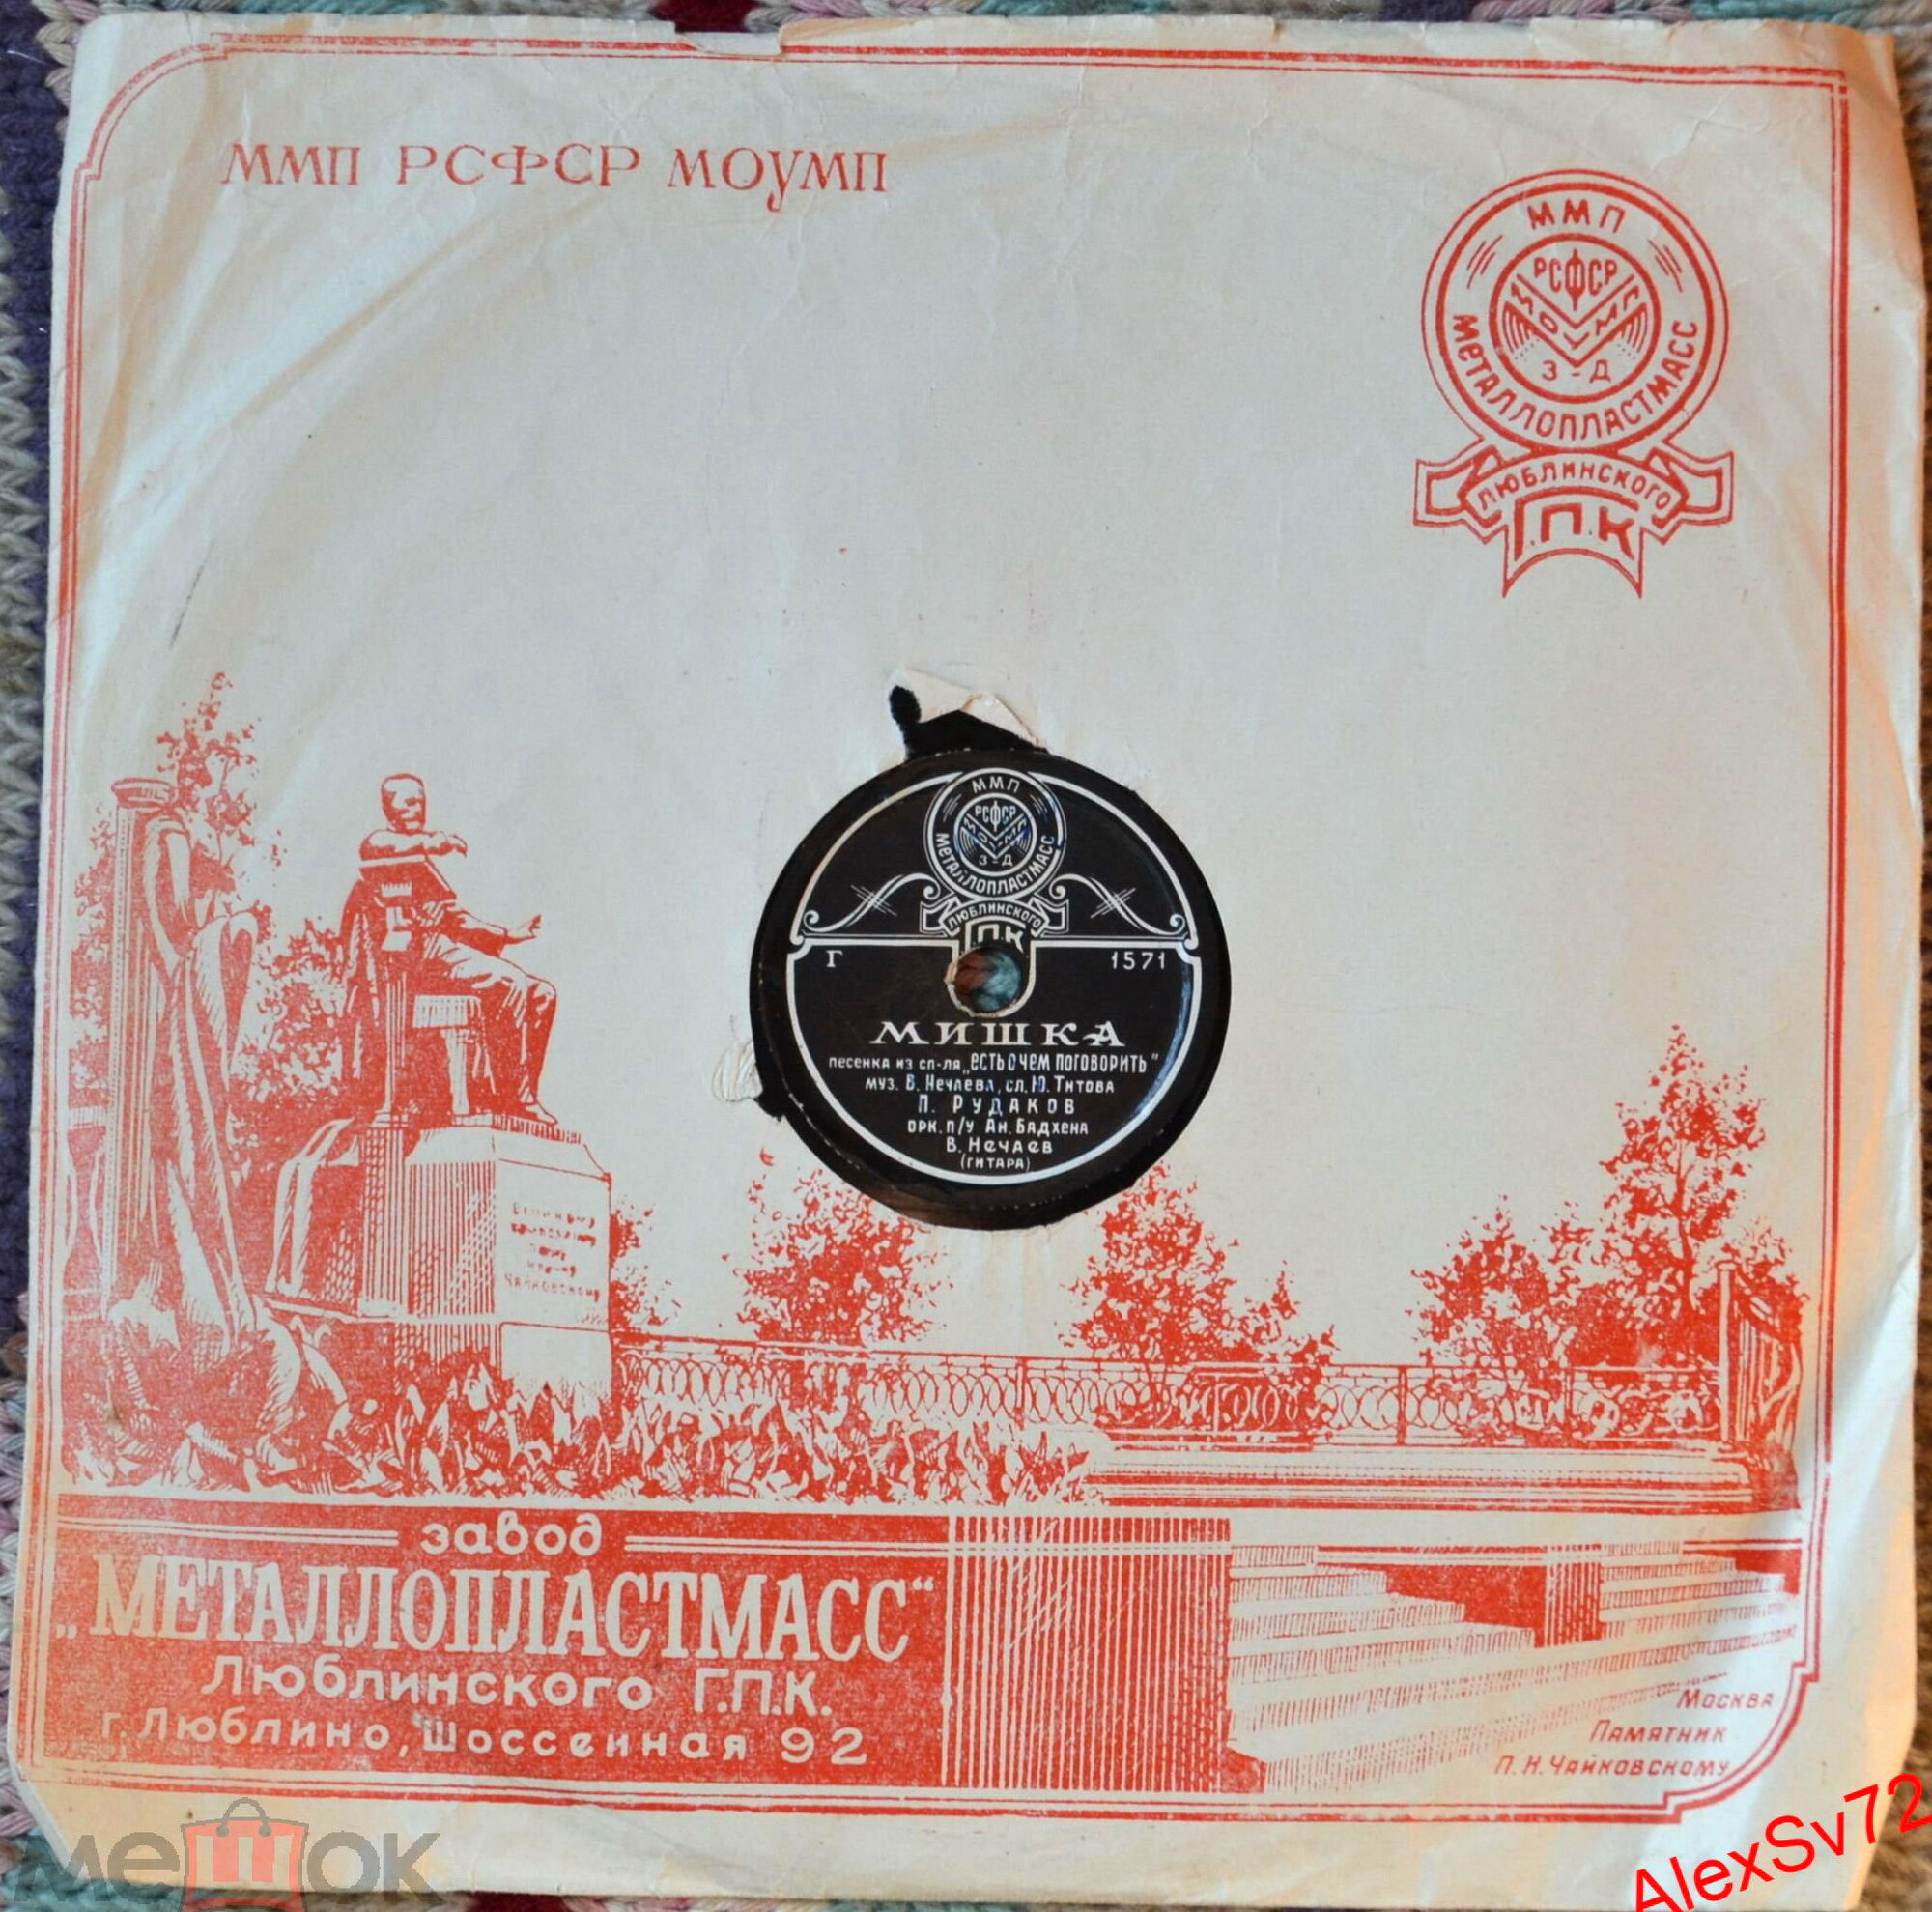 ММП РСФСР МОУМП
ММП
РСФСР
МОУМП
З-Д
МЕТАЛЛОПЛАСТМАСС
ЛЮБЛИНСКОГО
Г.П.К
ММП
РСФСР
МОУМП
З-Д
МЕТАЛЛОПЛАСТМАСС
ЛЮБЛИНСКОГО
Г.П.К
Г 1571
МИШКА
песенка из сп-ля „ЕСТЬ О ЧЕМ ПОГОВОРИТЬ"
муз. В. Нечаева, сл. Ю. Титова
П. РУДАКОВ
орк. п/у Ан. Бадхена
В. Нечаев
(ГИТАРА)
Чайковскому
завод
„МЕТАЛЛОПЛАСТМАСС"
Люблинского Г.П.К.
г. Люблино, Шоссейная 92
Москва
Памятник
П. И. Чайковскому
мешок
AlexSv72